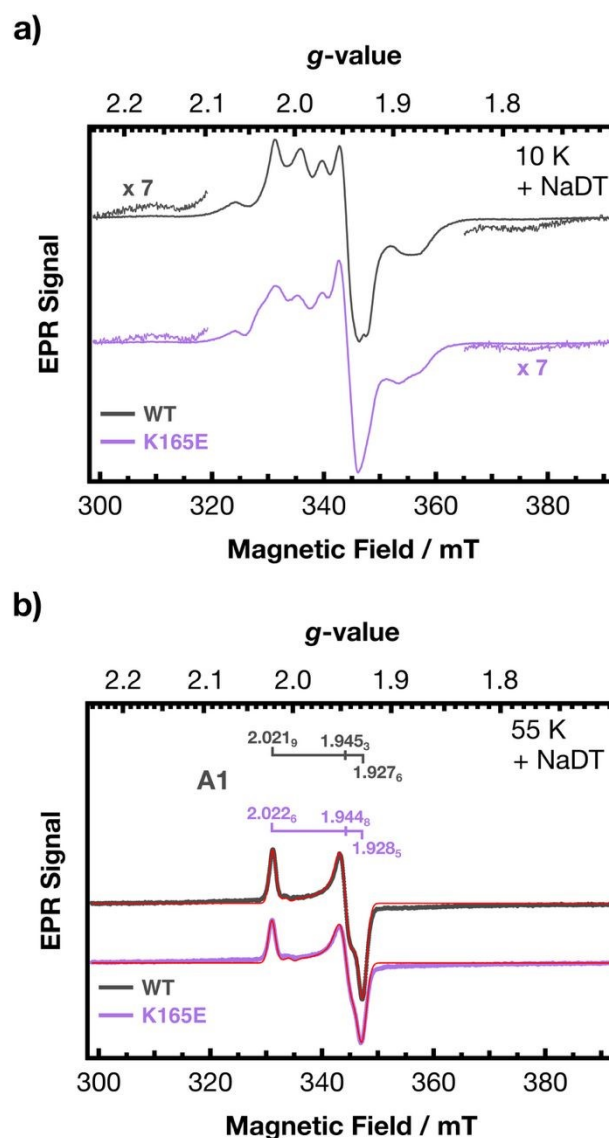 a)
g-value
2.2 2.1 2.0 1.9 1.8
10 K
+ NaDT
x 7
x 7
EPR Signal
WT
K165E
300 320 340 360 380
Magnetic Field / mT
b)
g-value
2.2 2.1 2.0 1.9 1.8
55 K
+ NaDT
2.021₉ 1.945₃
1.927₆
A1
2.022₆ 1.944₈
1.928₅
EPR Signal
WT
K165E
300 320 340 360 380
Magnetic Field / mT